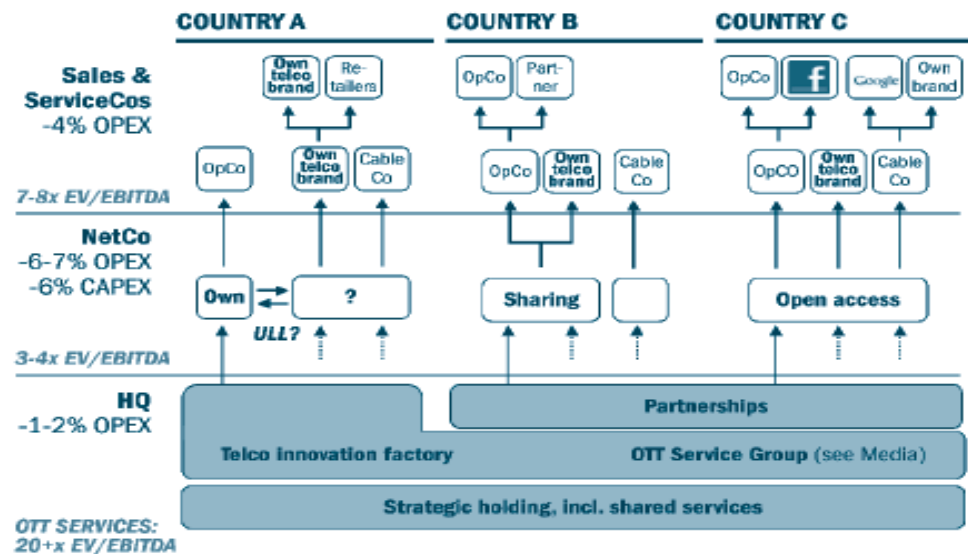 COUNTRY A
COUNTRY B
COUNTRY C
Sales &
ServiceCos
-4% OPEX
Own
telco
brand
Re-
taillers
OpCo
Part-
ner
OpCo
f
Google
Own
brand
OpCo
Own
telco
brand
Cable
Co
OpCo
Own
telco
brand
Cable
Co
OpCO
Own
telco
brand
Cable
Co
7-8x EV/EBITDA
NetCo
-6-7% OPEX
-6% CAPEX
Own
?
ULL?
Sharing
Open access
3-4x EV/EBITDA
HQ
-1-2% OPEX
Partnerships
Telco innovation factory
OTT Service Group (see Media)
Strategic holding, incl. shared services
OTT SERVICES:
20+x EV/EBITDA